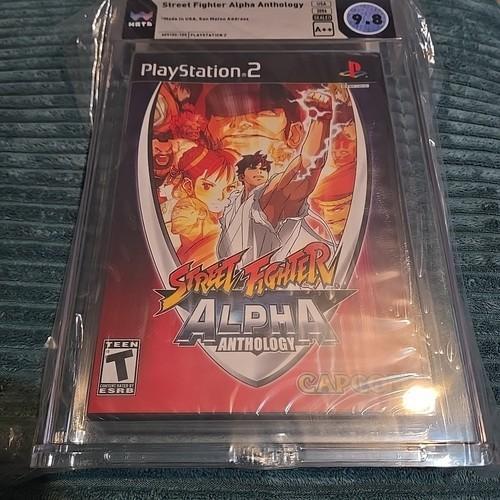 Street Fighter Alpha Anthology
*Made in USA, San Mateo Address
USA
2006
SEALED
A++
9.8
WATA
PLAYSTATION 2
PlayStation®2
STREET FIGHTER
ALPHA
ANTHOLOGY
TEEN
T
CONTENT RATED BY
ESRB
CAPCOM